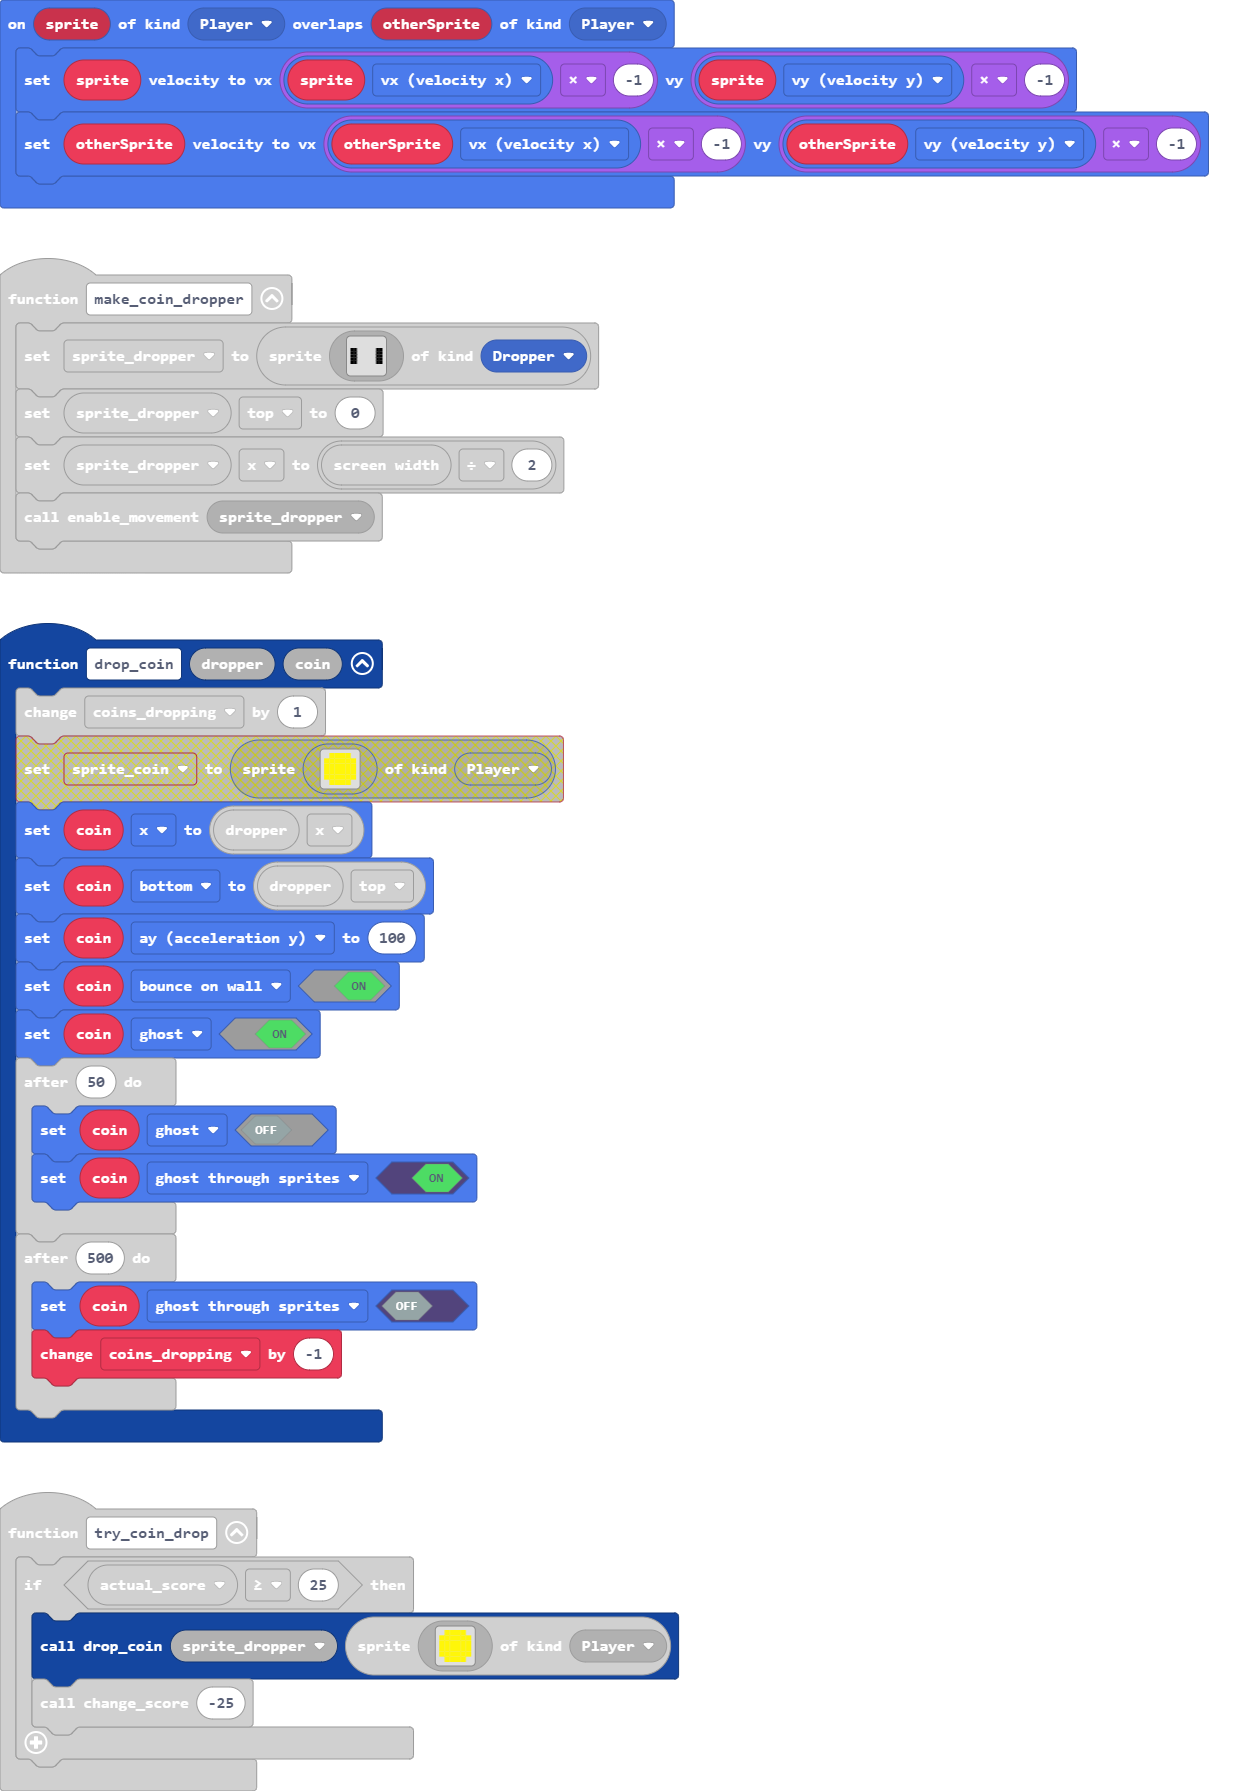 on sprite of kind Player overlaps otherSprite of kind Player
set sprite velocity to vx sprite vx (velocity x) × -1 vy sprite vy (velocity y) × -1
set otherSprite velocity to vx otherSprite vx (velocity x) × -1 vy otherSprite vy (velocity y) × -1
function make_coin_dropper
set sprite_dropper to sprite of kind Dropper
set sprite_dropper top to 0
set sprite_dropper x to screen width ÷ 2
call enable_movement sprite_dropper
function drop_coin dropper coin
change coins_dropping by 1
set sprite_coin to sprite of kind Player
set coin x to dropper x
set coin bottom to dropper top
set coin ay (acceleration y) to 100
set coin bounce on wall ON
set coin ghost ON
after 50 do
set coin ghost OFF
set coin ghost through sprites ON
after 500 do
set coin ghost through sprites OFF
change coins_dropping by -1
function try_coin_drop
if actual_score ≥ 25 then
call drop_coin sprite_dropper sprite of kind Player
call change_score -25